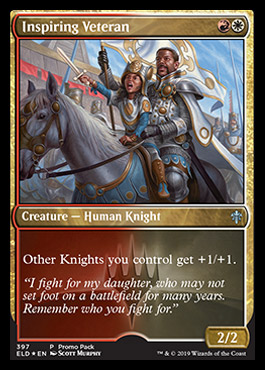 Inspiring Veteran
Creature — Human Knight
Other Knights you control get +1/+1.
“I fight for my daughter, who may not
set foot on a battlefield for many years.
Remember who you fight for.”
2/2
397 P Promo Pack
ELD • EN Scott Murphy ™ & © 2019 Wizards of the Coast